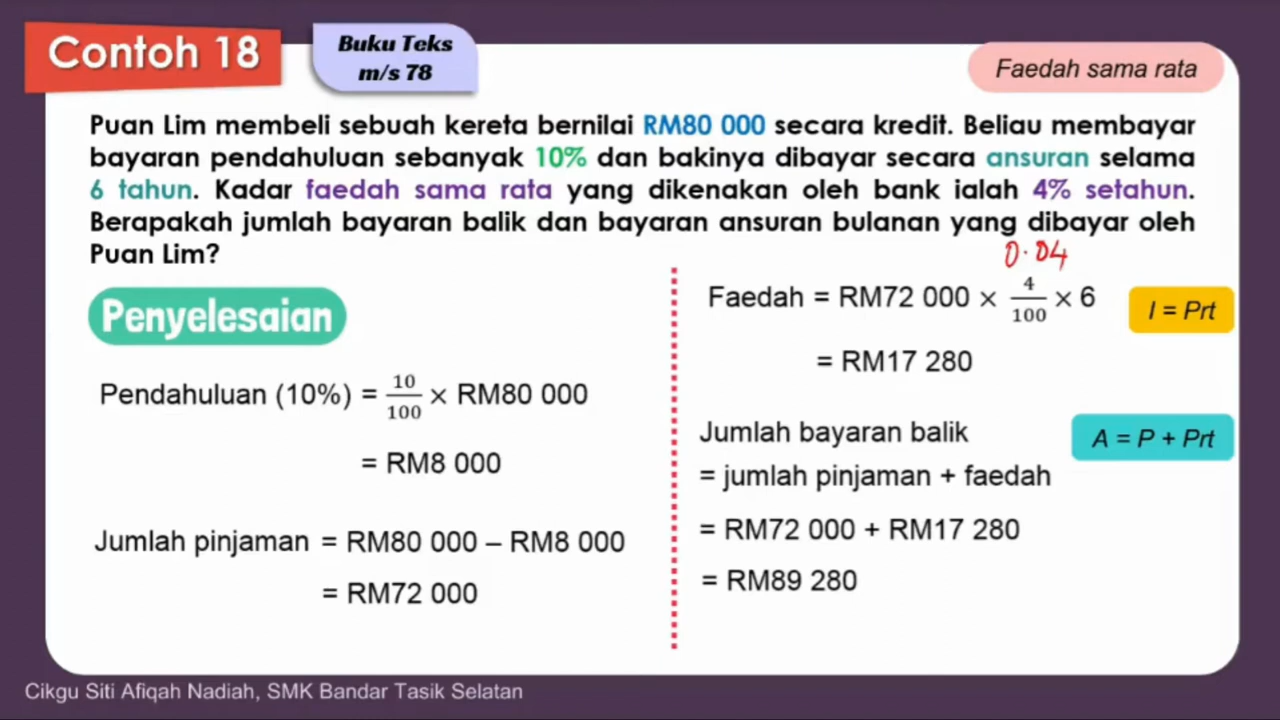 Contoh 18
Buku Teks
m/s 78
Faedah sama rata
Puan Lim membeli sebuah kereta bernilai RM80 000 secara kredit. Beliau membayar
bayaran pendahuluan sebanyak 10% dan bakinya dibayar secara ansuran selama
6 tahun. Kadar faedah sama rata yang dikenakan oleh bank ialah 4% setahun.
Berapakah jumlah bayaran balik dan bayaran ansuran bulanan yang dibayar oleh
Puan Lim?
Penyelesaian
Pendahuluan (10%) = 10/100 × RM80 000
= RM8 000
Jumlah pinjaman = RM80 000 – RM8 000
= RM72 000
0.04
Faedah = RM72 000 × 4/100 × 6
I = Prt
= RM17 280
Jumlah bayaran balik
A = P + Prt
= jumlah pinjaman + faedah
= RM72 000 + RM17 280
= RM89 280
Cikgu Siti Afiqah Nadiah, SMK Bandar Tasik Selatan